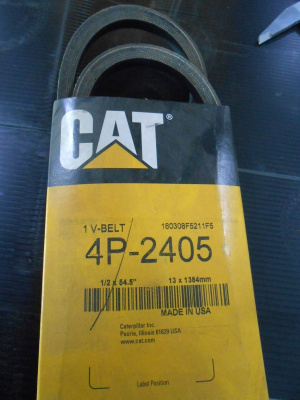 CAT®
1 V-BELT 160308F5211F5
4P-2405
1/2 x 54.5" 13 x 1384mm
MADE IN USA
Caterpillar Inc.
Peoria, Illinois 61629 USA
www.cat.com
Label Position